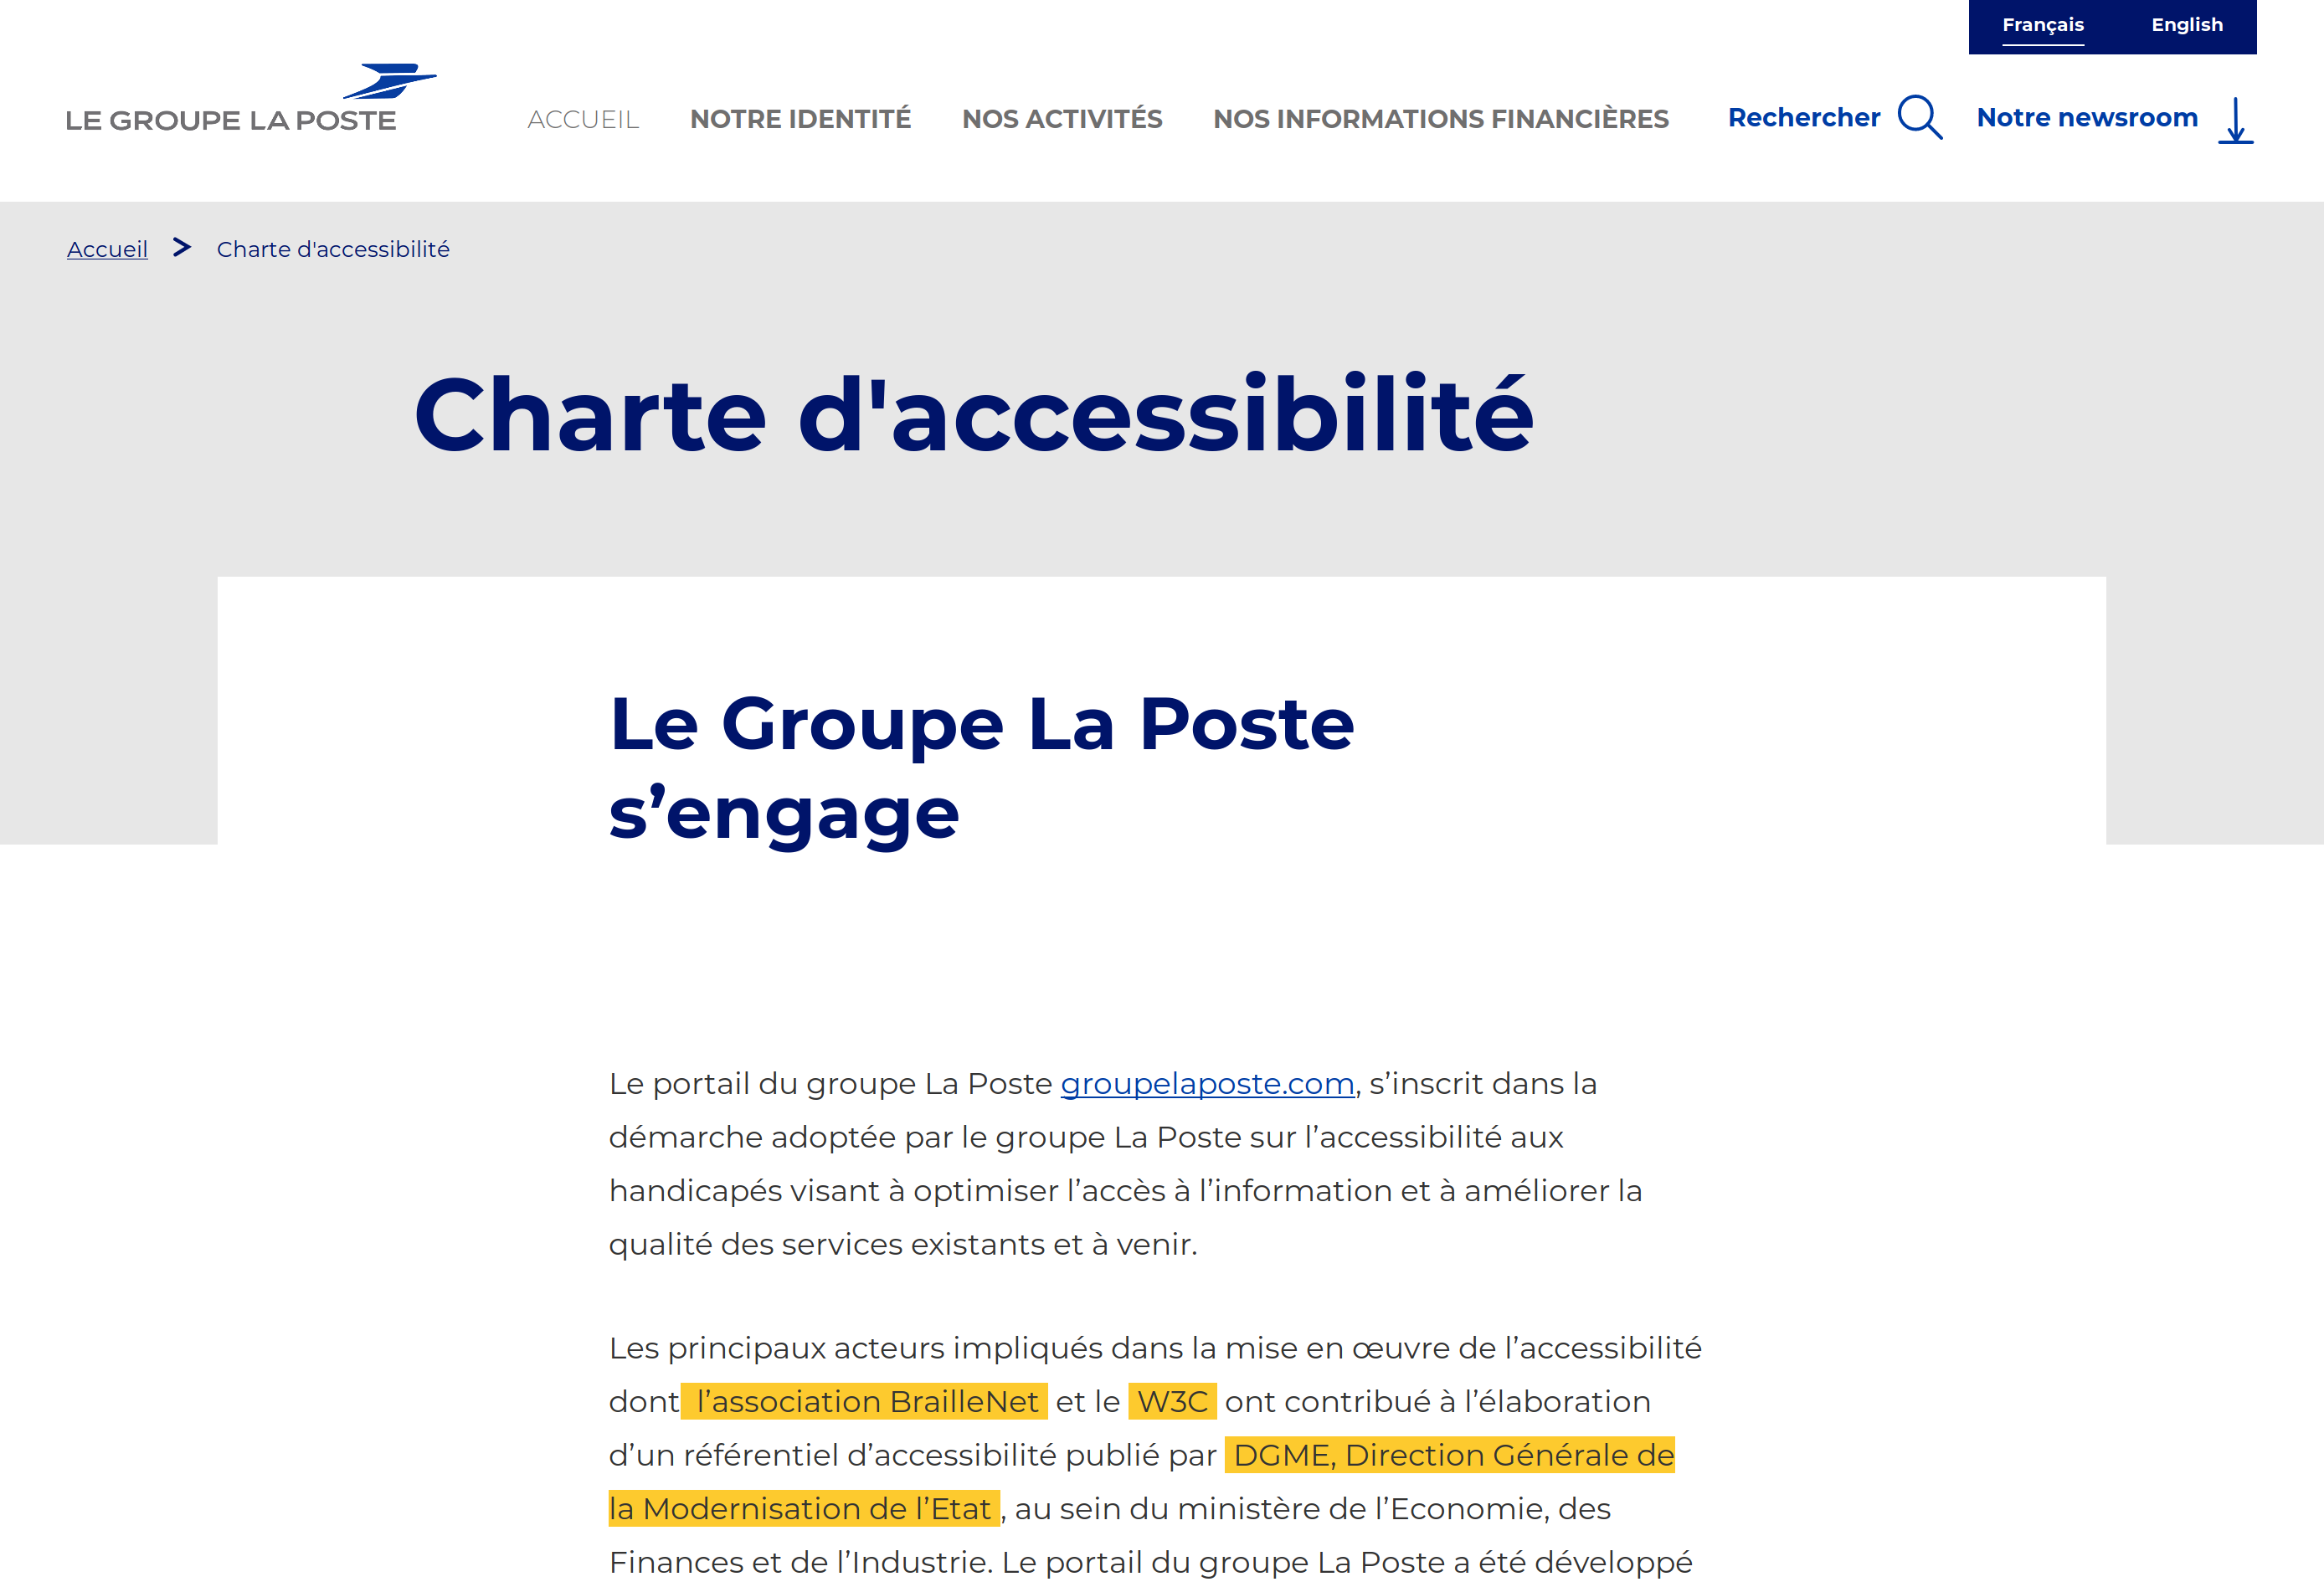 Français English
LE GROUPE LA POSTE
ACCUEIL NOTRE IDENTITÉ NOS ACTIVITÉS NOS INFORMATIONS FINANCIÈRES Rechercher Notre newsroom
Accueil > Charte d'accessibilité
Charte d'accessibilité
Le Groupe La Poste
s’engage
Le portail du groupe La Poste groupelaposte.com, s’inscrit dans la
démarche adoptée par le groupe La Poste sur l’accessibilité aux
handicapés visant à optimiser l’accès à l’information et à améliorer la
qualité des services existants et à venir.
Les principaux acteurs impliqués dans la mise en œuvre de l’accessibilité
dont l’association BrailleNet et le W3C ont contribué à l’élaboration
d’un référentiel d’accessibilité publié par DGME, Direction Générale de
la Modernisation de l’Etat , au sein du ministère de l’Economie, des
Finances et de l’Industrie. Le portail du groupe La Poste a été développé